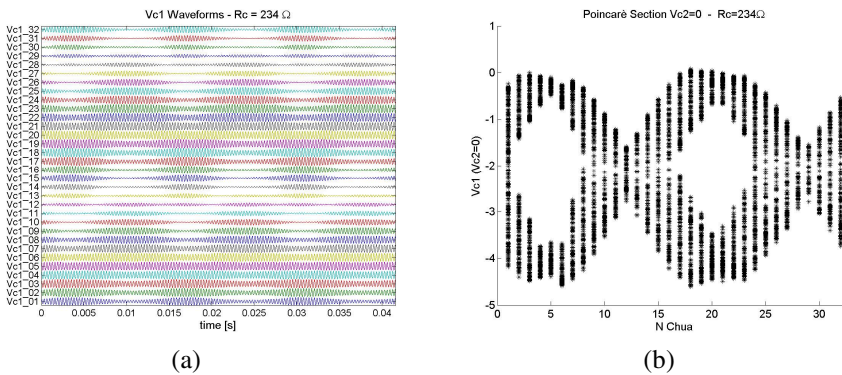 Vc1 Waveforms - Rc = 234 Ω
Vc1_32
Vc1_31
Vc1_30
Vc1_29
Vc1_28
Vc1_27
Vc1_26
Vc1_25
Vc1_24
Vc1_23
Vc1_22
Vc1_21
Vc1_20
Vc1_19
Vc1_18
Vc1_17
Vc1_16
Vc1_15
Vc1_14
Vc1_13
Vc1_12
Vc1_11
Vc1_10
Vc1_09
Vc1_08
Vc1_07
Vc1_06
Vc1_05
Vc1_04
Vc1_03
Vc1_02
Vc1_01
0 0.005 0.01 0.015 0.02 0.025 0.03 0.035 0.04
time [s]
(a)
Poincarè Section Vc2=0 - Rc=234Ω
Vc1 (Vc2=0)
0
-1
-2
-3
-4
-5
0 5 10 15 20 25 30
N Chua
(b)